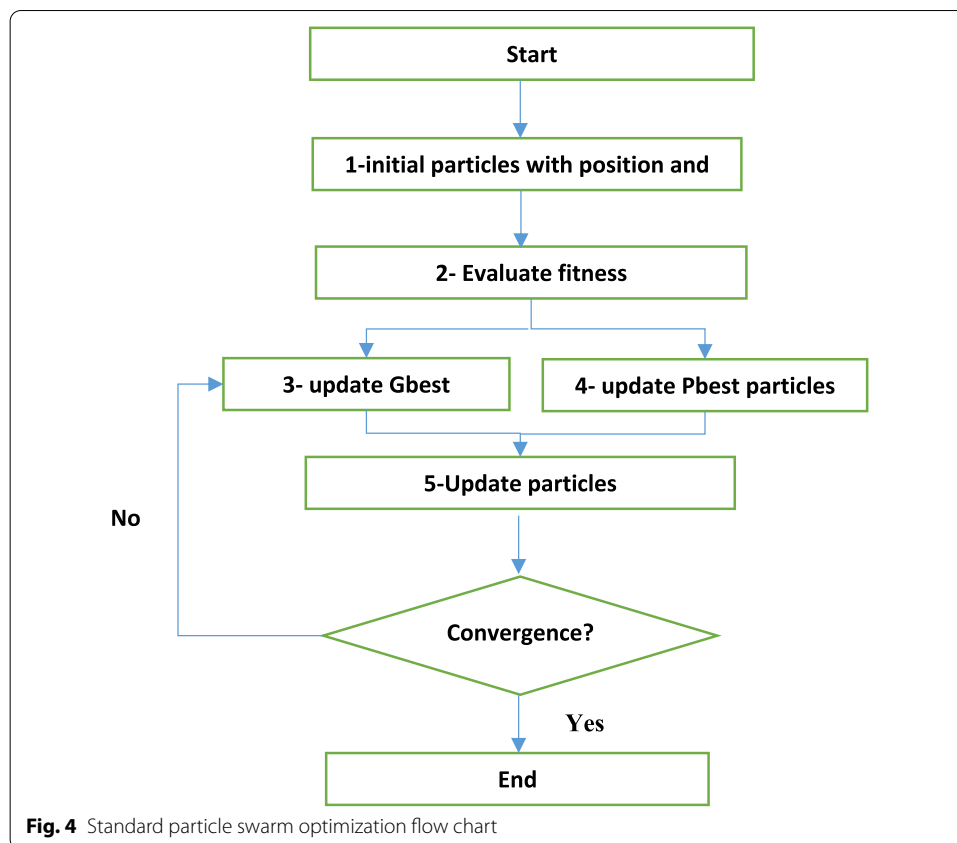 Start
1-initial particles with position and
2- Evaluate fitness
3- update Gbest
4- update Pbest particles
5-Update particles
No
Convergence?
Yes
End
Fig. 4 Standard particle swarm optimization flow chart